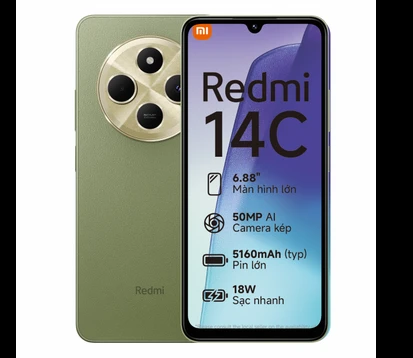 mi
Redmi
14C
6.88"
Màn hình lớn
50MP AI
Camera kép
5160mAh (typ)
Pin lớn
18W
Sạc nhanh
Redmi